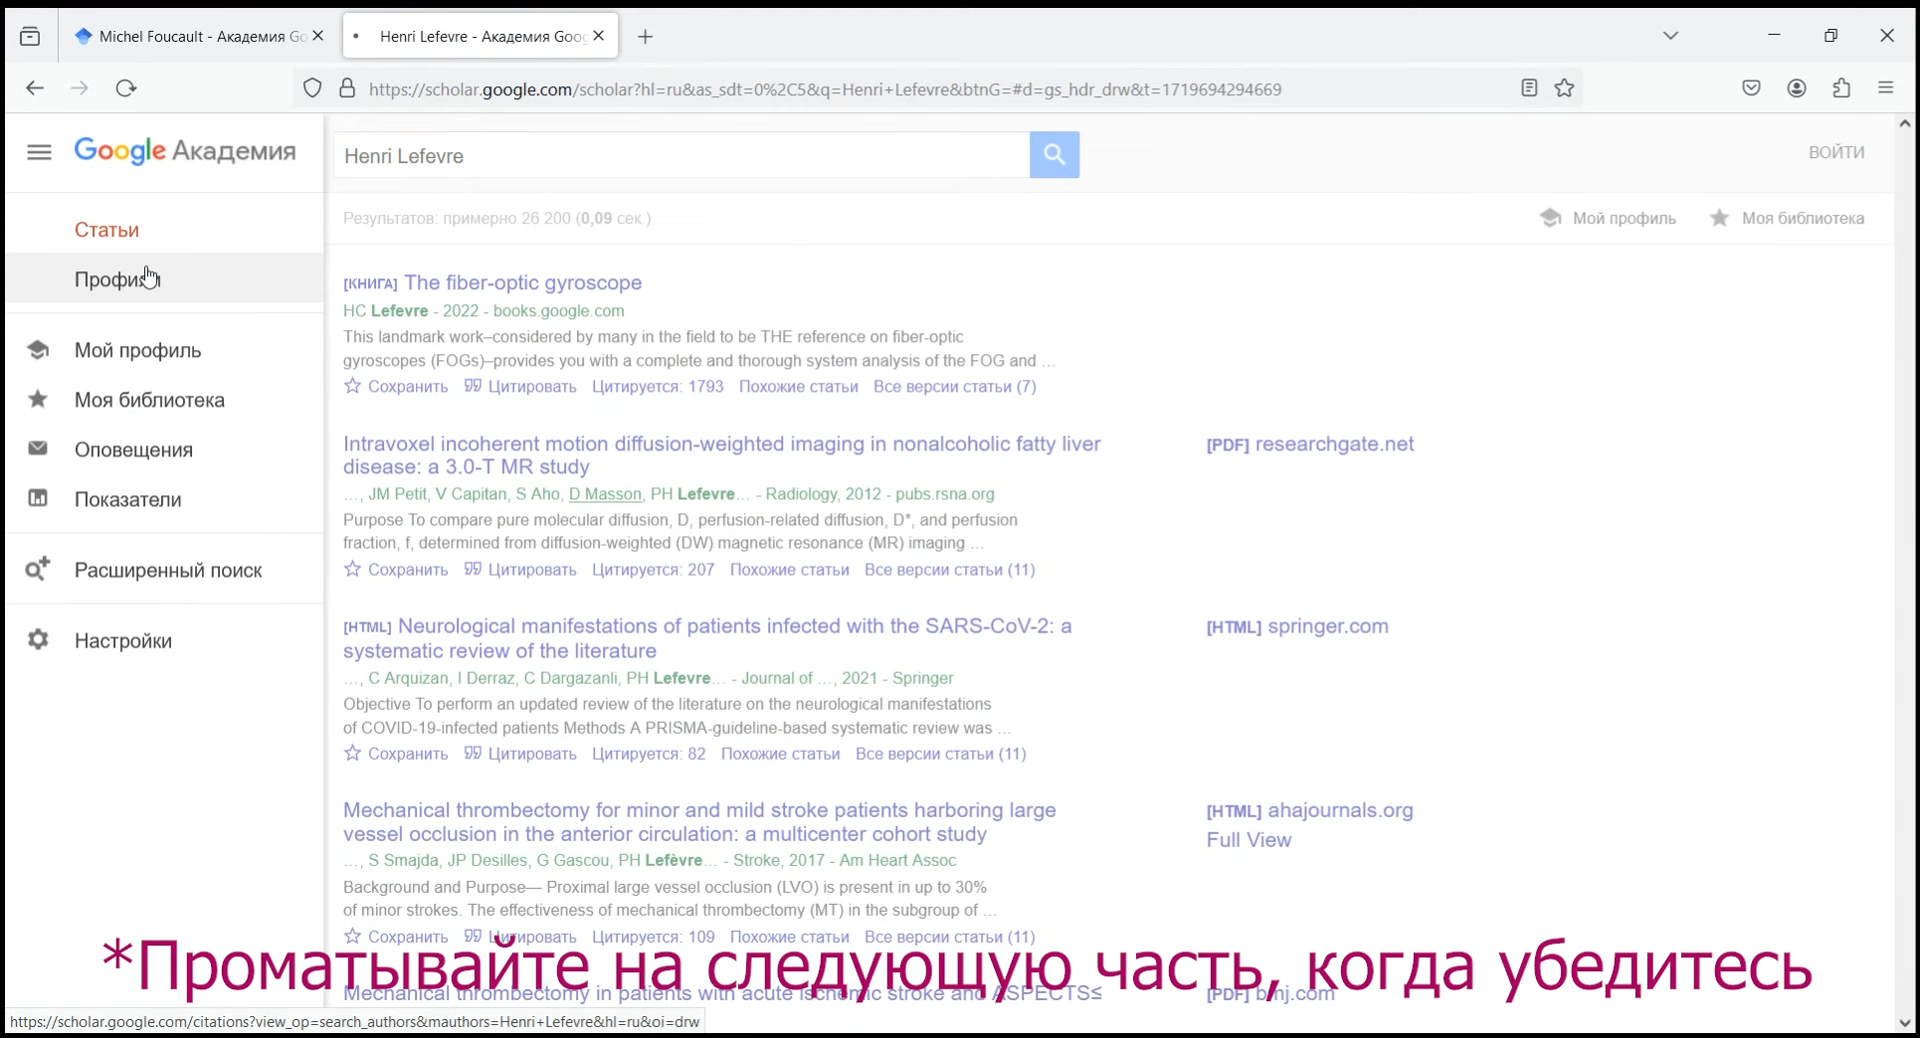 Michel Foucault - Академия Go
Henri Lefevre - Академия Goo
https://scholar.google.com/scholar?hl=ru&as_sdt=0%2C5&q=Henri+Lefevre&btnG=#d=gs_hdr_drw&t=1719694294669
Google Академия
Henri Lefevre
ВОЙТИ
Результатов: примерно 26 200 (0,09 сек.)
Мой профиль
Моя библиотека
Статьи
Профили
Мой профиль
Моя библиотека
Оповещения
Показатели
Расширенный поиск
Настройки
[КНИГА] The fiber-optic gyroscope
HC Lefevre - 2022 - books.google.com
This landmark work–considered by many in the field to be THE reference on fiber-optic
gyroscopes (FOGs)–provides you with a complete and thorough system analysis of the FOG and ...
Сохранить Цитировать Цитируется: 1793 Похожие статьи Все версии статьи (7)
Intravoxel incoherent motion diffusion-weighted imaging in nonalcoholic fatty liver
disease: a 3.0-T MR study
[PDF] researchgate.net
…, JM Petit, V Capitan, S Aho, D Masson, PH Lefevre… - Radiology, 2012 - pubs.rsna.org
Purpose To compare pure molecular diffusion, D, perfusion-related diffusion, D*, and perfusion
fraction, f, determined from diffusion-weighted (DW) magnetic resonance (MR) imaging ...
Сохранить Цитировать Цитируется: 207 Похожие статьи Все версии статьи (11)
[HTML] Neurological manifestations of patients infected with the SARS-CoV-2: a
systematic review of the literature
[HTML] springer.com
…, C Arquizan, I Derraz, C Dargazanli, PH Lefevre… - Journal of …, 2021 - Springer
Objective To perform an updated review of the literature on the neurological manifestations
of COVID-19-infected patients Methods A PRISMA-guideline-based systematic review was ...
Сохранить Цитировать Цитируется: 82 Похожие статьи Все версии статьи (11)
Mechanical thrombectomy for minor and mild stroke patients harboring large
vessel occlusion in the anterior circulation: a multicenter cohort study
[HTML] ahajournals.org
Full View
…, S Smajda, JP Desilles, G Gascou, PH Lefèvre… - Stroke, 2017 - Am Heart Assoc
Background and Purpose— Proximal large vessel occlusion (LVO) is present in up to 30%
of minor strokes. The effectiveness of mechanical thrombectomy (MT) in the subgroup of ...
Сохранить Цитировать Цитируется: 109 Похожие статьи Все версии статьи (11)
*Проматывайте на следующую часть, когда убедитесь
Mechanical thrombectomy in patients with acute ischemic stroke and ASPECTS≤
[PDF] bmj.com
https://scholar.google.com/citations?view_op=search_authors&mauthors=Henri+Lefevre&hl=ru&oi=drw